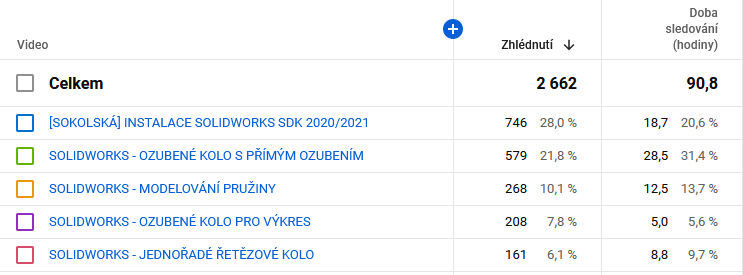 Video
Zhlédnutí
Doba
sledování
(hodiny)
Celkem 2 662 90,8
[SOKOLSKÁ] INSTALACE SOLIDWORKS SDK 2020/2021 746 28,0 % 18,7 20,6 %
SOLIDWORKS - OZUBENÉ KOLO S PŘÍMÝM OZUBENÍM 579 21,8 % 28,5 31,4 %
SOLIDWORKS - MODELOVÁNÍ PRUŽINY 268 10,1 % 12,5 13,7 %
SOLIDWORKS - OZUBENÉ KOLO PRO VÝKRES 208 7,8 % 5,0 5,6 %
SOLIDWORKS - JEDNOŘADÉ ŘETĚZOVÉ KOLO 161 6,1 % 8,8 9,7 %